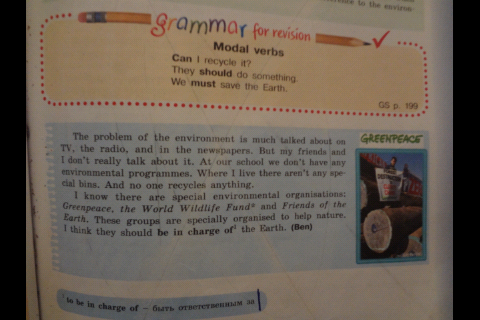 grammar for revision
Modal verbs
Can I recycle it?
They should do something.
We must save the Earth.
GS p. 199
The problem of the environment is much talked about on
TV, the radio, and in the newspapers. But my friends and
I don't really talk about it. At our school we don't have any
environmental programmes. Where I live there aren't any spe-
cial bins. And no one recycles anything.
I know there are special environmental organisations:
Greenpeace, the World Wildlife Fund* and Friends of the
Earth. These groups are specially organised to help nature.
I think they should be in charge of¹ the Earth. (Ben)
GREENPEACE
¹ to be in charge of – быть ответственным за